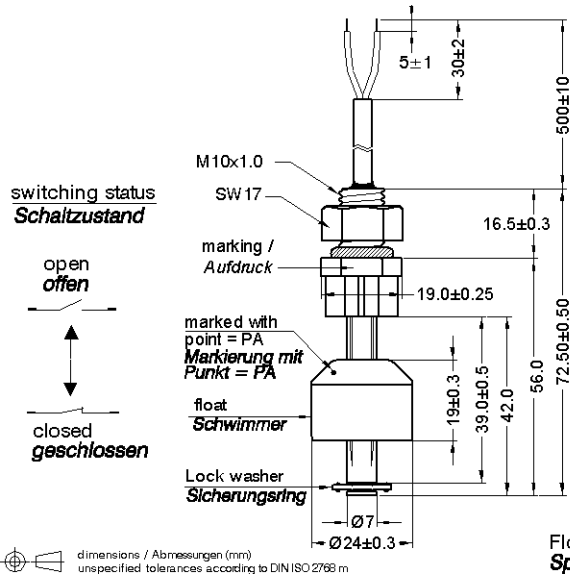 5±1
30±2
500±10
M10x1.0
SW17
switching status
Schaltzustand
16.5±0.3
marking /
Aufdruck
open
offen
19.0±0.25
marked with
point = PA
Markierung mit
Punkt = PA
72.50±0.50
56.0
39.0±0.5
42.0
19±0.3
float
Schwimmer
closed
geschlossen
Lock washer
Sicherungsring
Ø7
Ø24±0.3
dimensions / Abmessungen (mm)
unspecified tolerances according to DIN ISO 2768 m
Flo
Sp